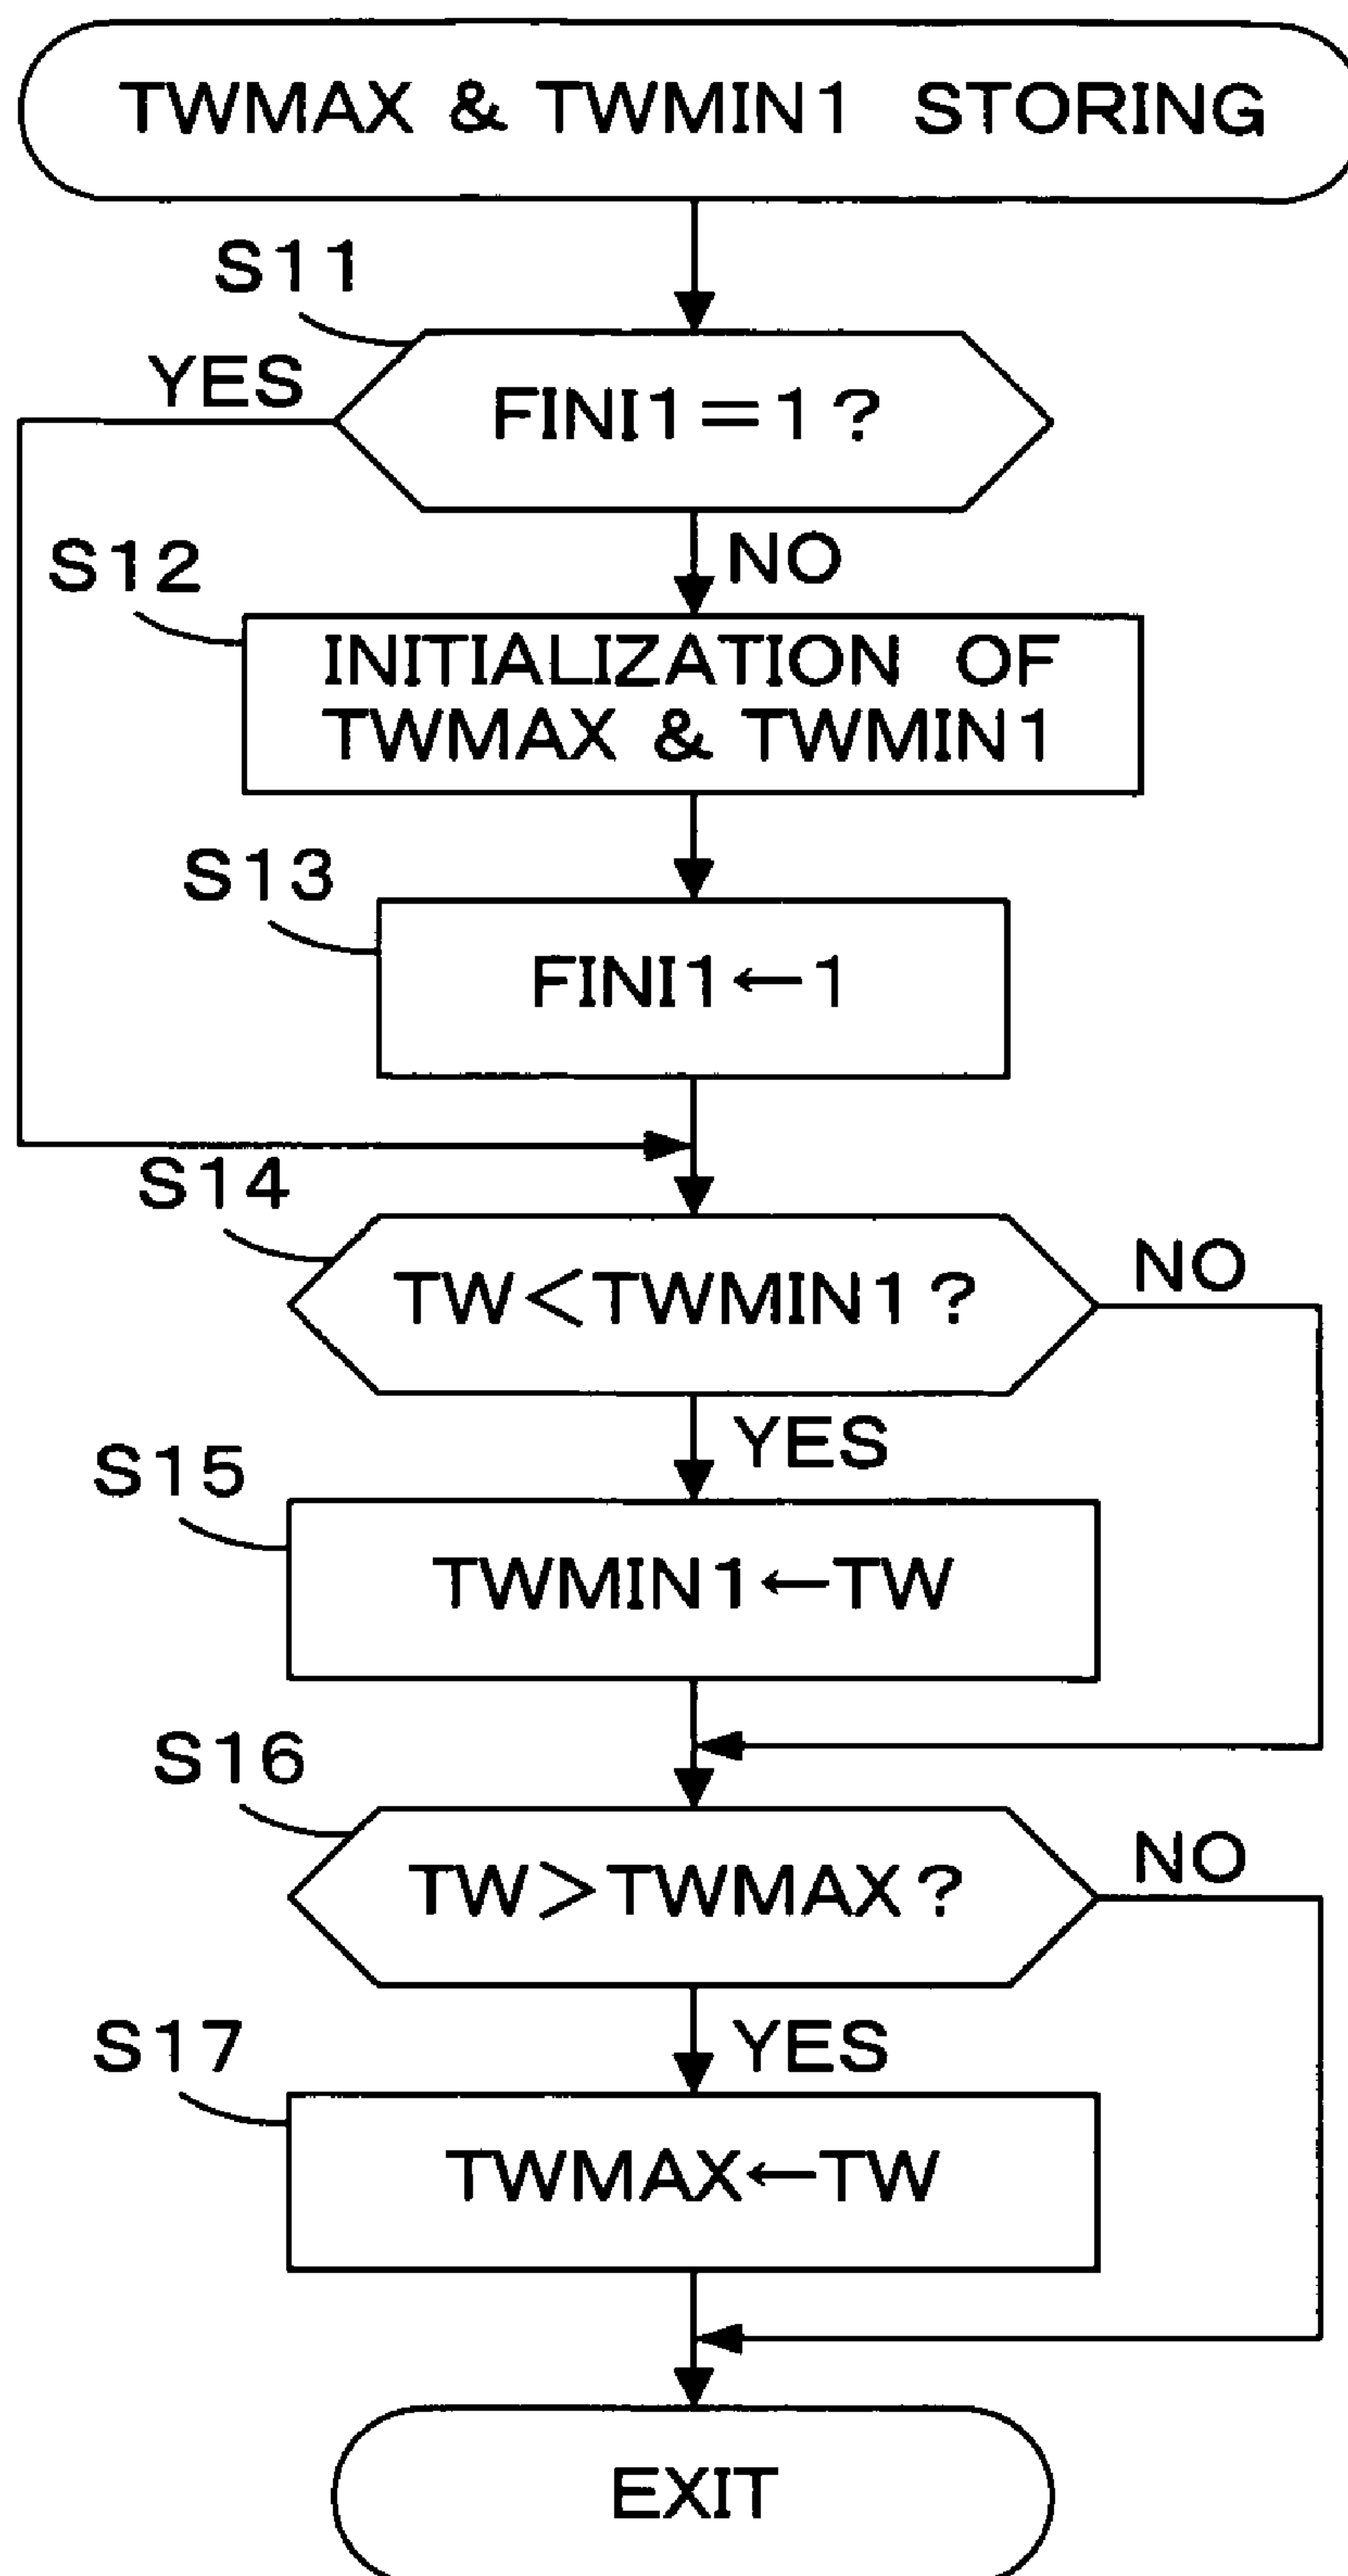 TWMAX & TWMIN1 STORING
S11
YES
FINI1=1?
NO
S12
INITIALIZATION OF
TWMAX & TWMIN1
S13
FINI1←1
S14
TW<TWMIN1?
NO
YES
S15
TWMIN1←TW
S16
TW>TWMAX?
NO
YES
S17
TWMAX←TW
EXIT